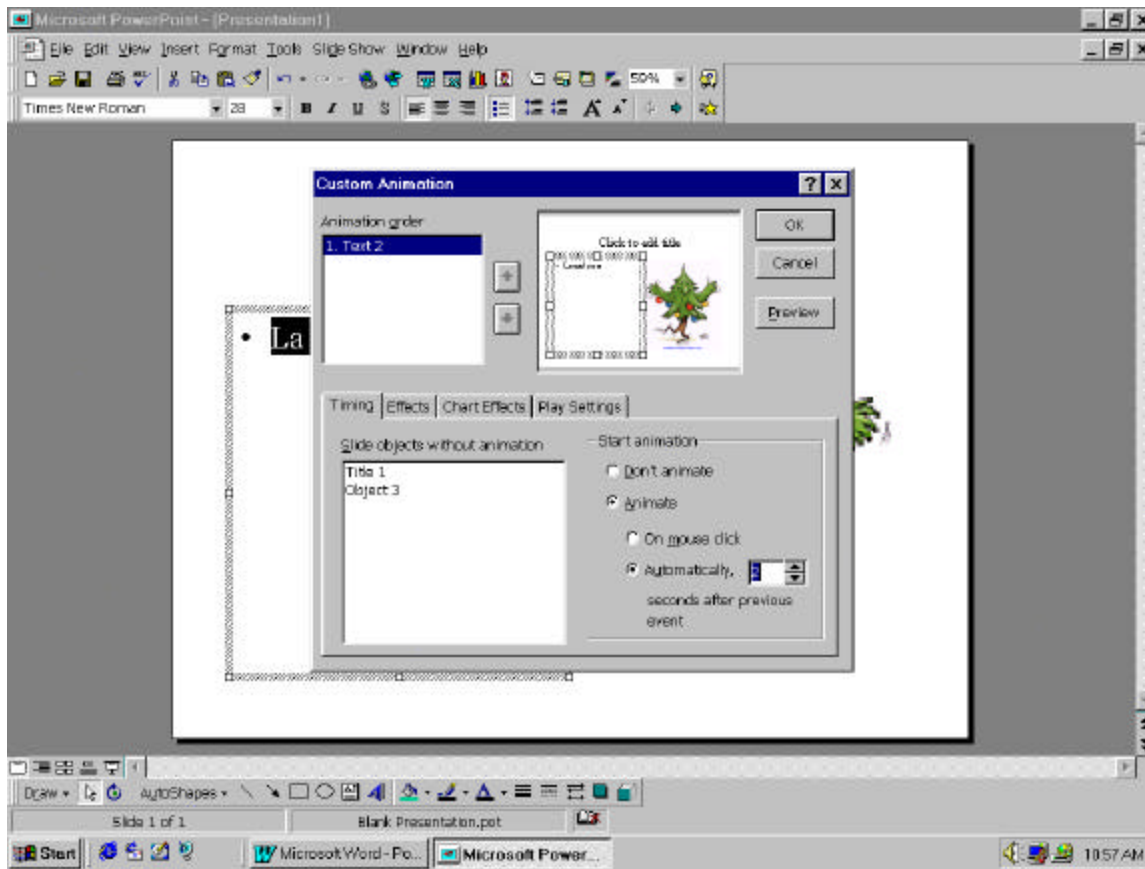 Microsoft PowerPoint - [Presentation1]
File Edit View Insert Format Tools Slide Show Window Help
50%
Times New Roman 28 B I U S
Custom Animation
Animation order
1. Text 2
Click to edit title
OK
Cancel
Preview
• La
Timing Effects Chart Effects Play Settings
Slide objects without animation
Title 1
Object 3
Start animation
Don't animate
Animate
On mouse click
Automatically, 2
seconds after previous
event
Draw AutoShapes
Slide 1 of 1 Blank Presentation.pot
Start Microsoft Word - Po... Microsoft Power... 10:57 AM